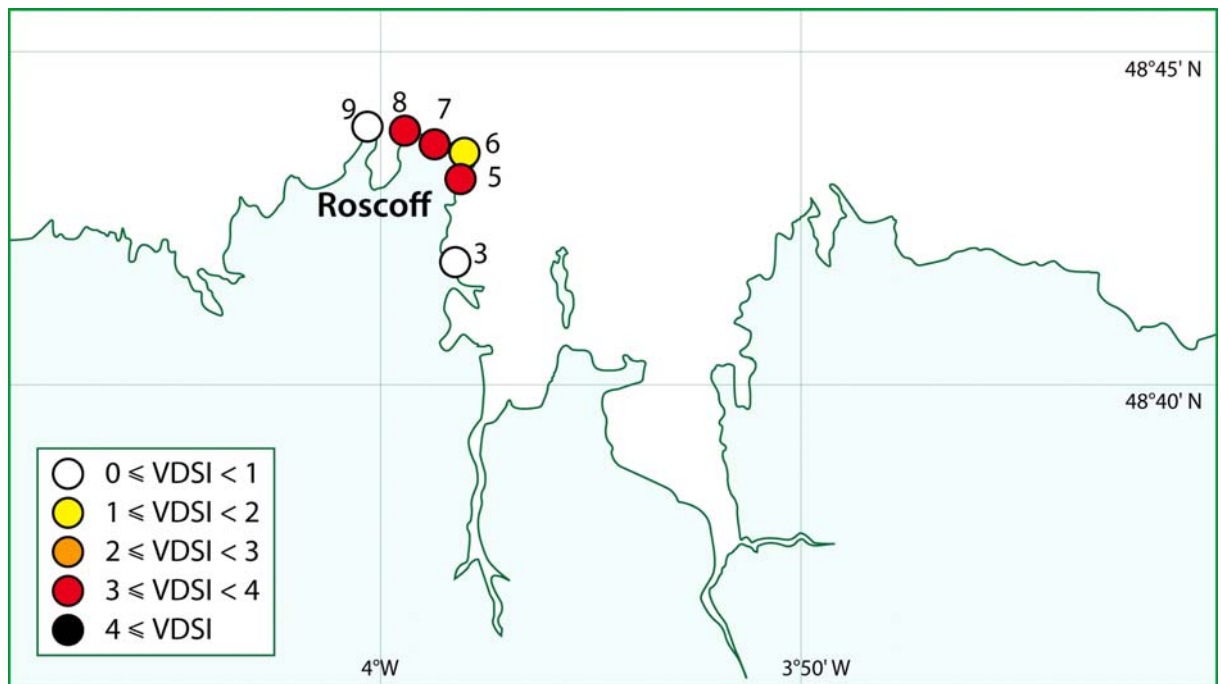 48°45' N
9
8
7
6
5
Roscoff
3
48°40' N
0 ⩽ VDSI < 1
1 ⩽ VDSI < 2
2 ⩽ VDSI < 3
3 ⩽ VDSI < 4
4 ⩽ VDSI
4°W
3°50' W